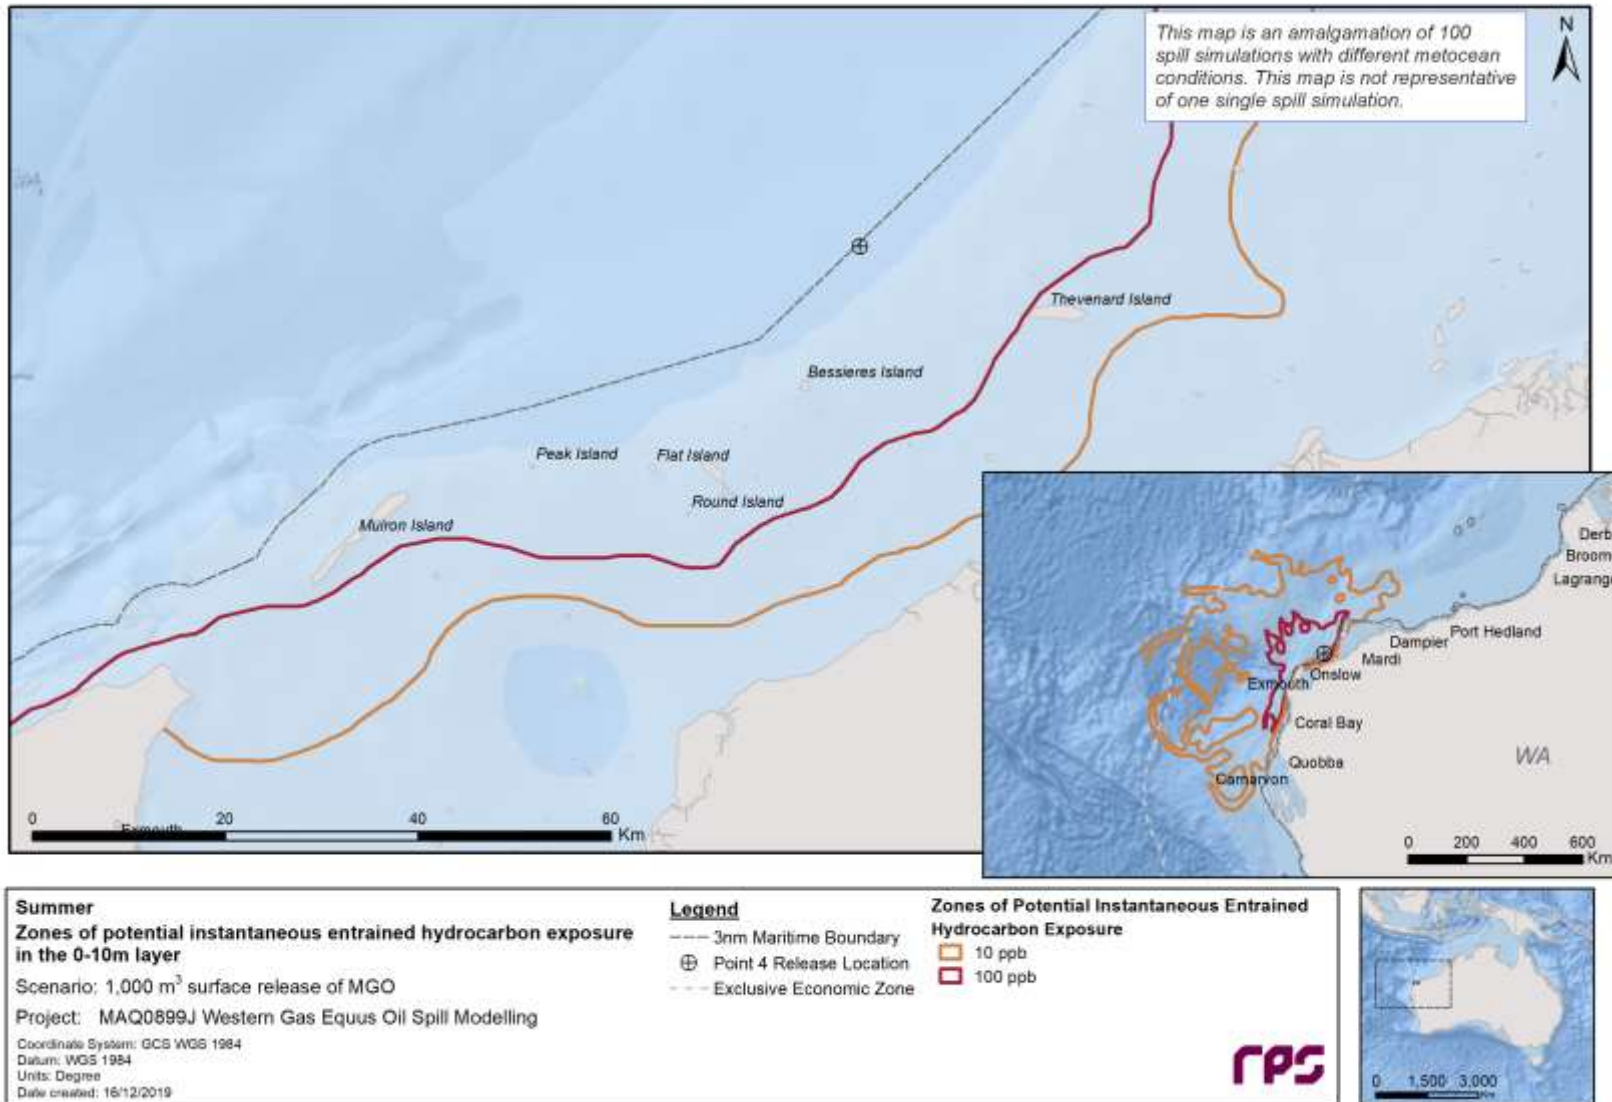 This map is an amalgamation of 100
spill simulations with different metocean
conditions. This map is not representative
of one single spill simulation.
N
Thevenard Island
Bessieres Island
Peak Island
Flat Island
Round Island
Muiron Island
Exmouth
0 20 40 60
Km
Derb
Broom
Lagrange
Port Hedland
Dampier
Mardi
Onslow
Exmouth
Coral Bay
Quobba
Carnarvon
WA
0 200 400 600
Km
Summer
Zones of potential instantaneous entrained hydrocarbon exposure
in the 0-10m layer
Scenario: 1,000 m³ surface release of MGO
Project: MAQ0899J Western Gas Equus Oil Spill Modelling
Coordinate System: GCS WGS 1984
Datum: WGS 1984
Units: Degree
Date created: 16/12/2019
Legend
3nm Maritime Boundary
Point 4 Release Location
Exclusive Economic Zone
Zones of Potential Instantaneous Entrained
Hydrocarbon Exposure
10 ppb
100 ppb
rps
0 1,500 3,000
Km